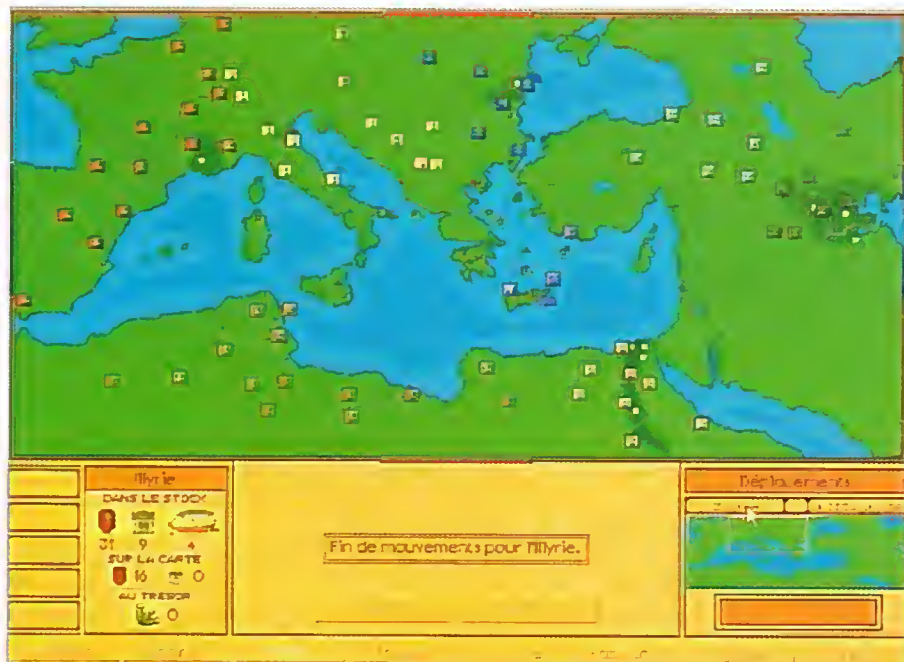 Illyrie
DANS LE STOCK
31 9 4
SUR LA CARTE
16 0
AU TRESOR
0
Fin de mouvements pour l'Illyrie.
Déplacements